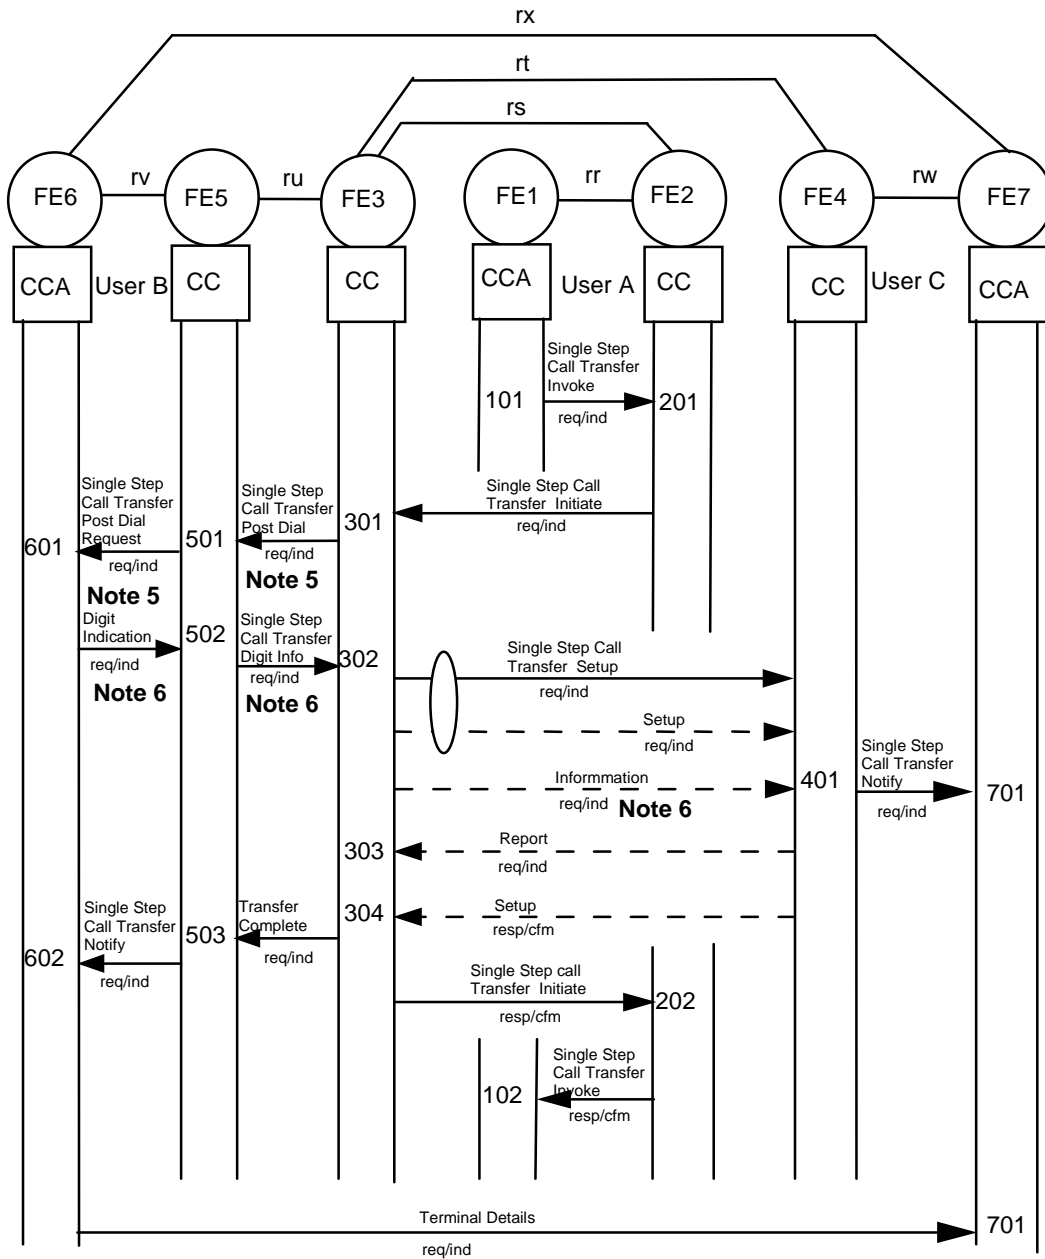 rx
rt
rs
FE6
rv
FE5
ru
FE3
FE1
rr
FE2
FE4
rw
FE7
CCA
User B
CC
CC
CCA
User A
CC
CC
User C
CCA
Single Step
Call Transfer
Invoke
101
201
req/ind
Single Step
Call Transfer
Post Dial
Request
601
req/ind
Note 5
Single Step
Call Transfer
Post Dial
501
req/ind
Note 5
301
Single Step Call
Transfer Initiate
req/ind
Digit
Indication
req/ind
Note 6
502
Single Step
Call Transfer
Digit Info
req/ind
Note 6
302
Single Step Call
Transfer Setup
req/ind
Setup
req/ind
Informmation
req/ind
Note 6
401
Single Step
Call Transfer
Notify
req/ind
701
303
Report
req/ind
304
Setup
resp/cfm
Single Step
Call Transfer
Notify
602
req/ind
503
Transfer
Complete
req/ind
Single Step call
Transfer Initiate
resp/cfm
202
Single Step
Call Transfer
Invoke
102
resp/cfm
Terminal Details
req/ind
701